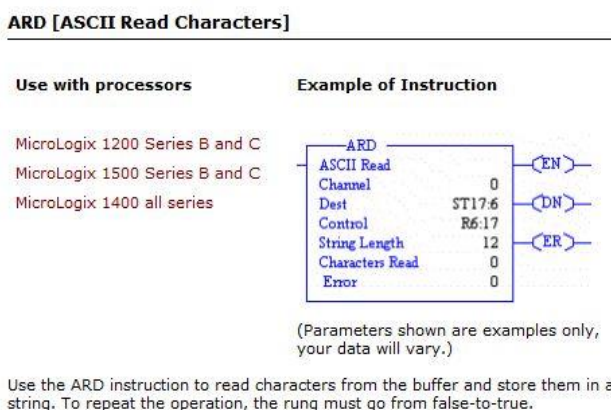 ARD [ASCII Read Characters]
Use with processors
Example of Instruction
MicroLogix 1200 Series B and C
MicroLogix 1500 Series B and C
MicroLogix 1400 all series
ARD
ASCII Read
Channel 0
Dest ST17:6
Control R6:17
String Length 12
Characters Read 0
Error 0
EN
DN
ER
(Parameters shown are examples only,
your data will vary.)
Use the ARD instruction to read characters from the buffer and store them in a
string. To repeat the operation, the rung must go from false-to-true.